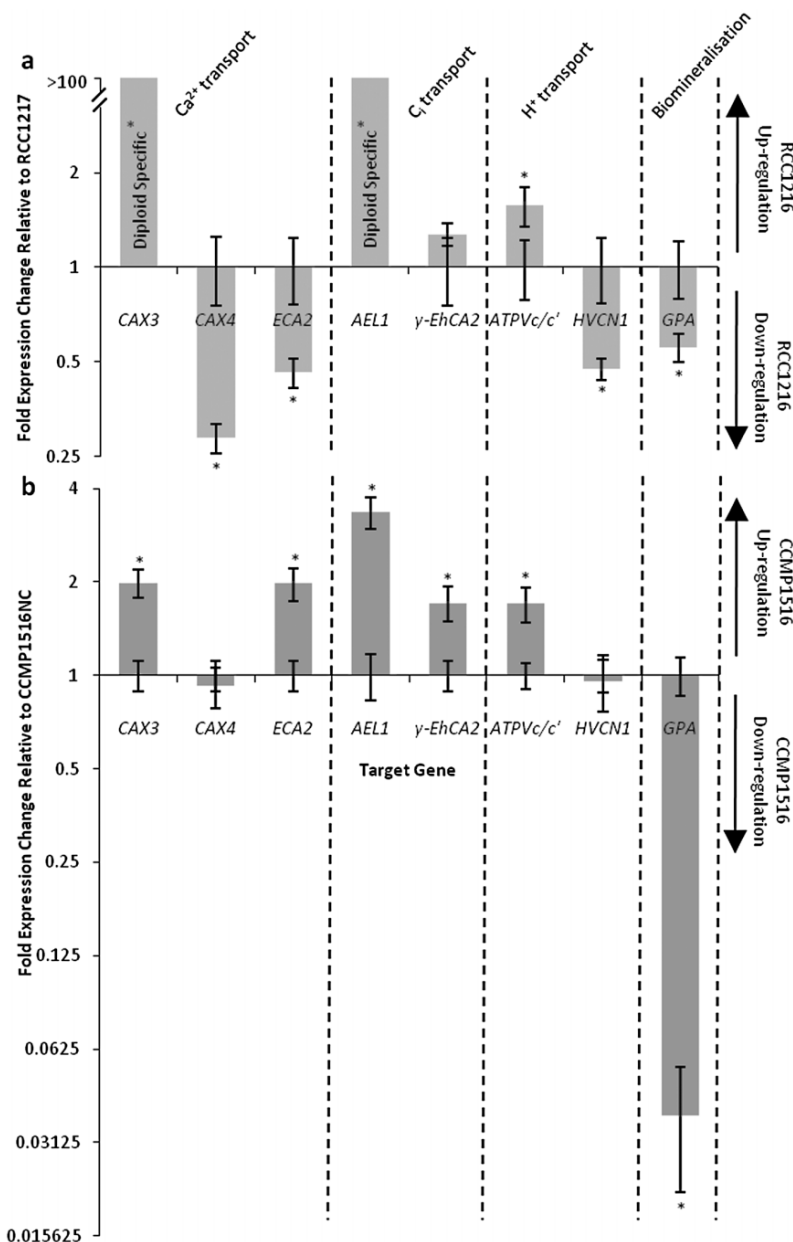 a
Ca²⁺ transport
Cᵢ transport
H⁺ transport
Biomineralisation
Fold Expression Change Relative to RCC1217
>100
2
1
0.5
0.25
Diploid Specific*
Diploid Specific*
*
*
*
*
*
CAX3
CAX4
ECA2
AEL1
γ-EhCA2
ATPVc/c'
HVCN1
GPA
RCC1216
Up-regulation
RCC1216
Down-regulation
b
Fold Expression Change Relative to CCMP1516NC
4
2
1
0.5
0.25
0.125
0.0625
0.03125
0.015625
*
*
*
*
*
*
CAX3
CAX4
ECA2
AEL1
γ-EhCA2
ATPVc/c'
HVCN1
GPA
Target Gene
CCMP1516
Up-regulation
CCMP1516
Down-regulation